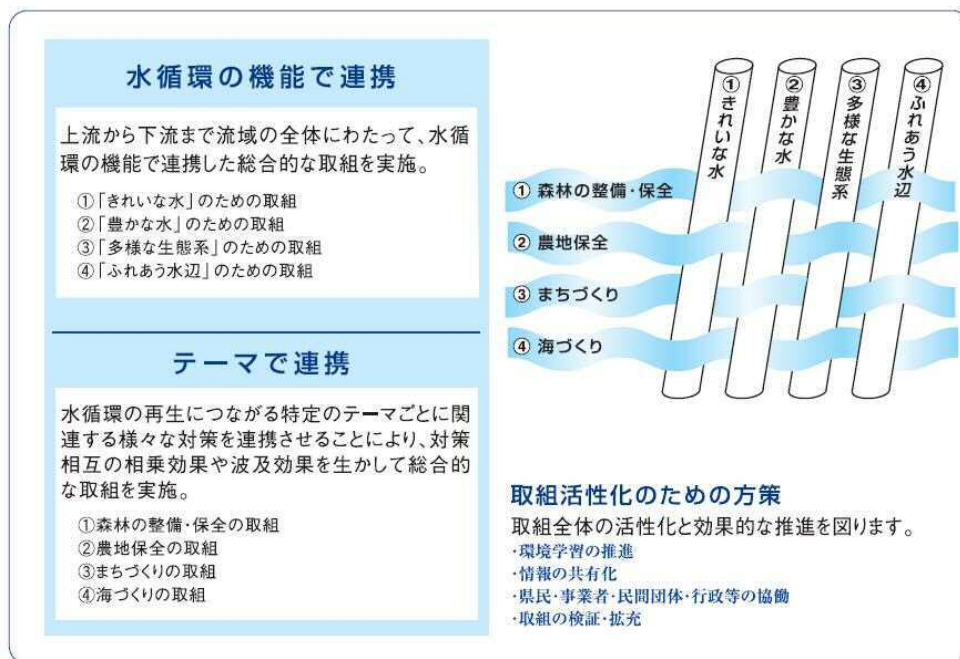 水循環の機能で連携
上流から下流まで流域の全体にわたって、水循
環の機能で連携した総合的な取組を実施。
①「きれいな水」のための取組
②「豊かな水」のための取組
③「多様な生態系」のための取組
④「ふれあう水辺」のための取組
テーマで連携
水循環の再生につながる特定のテーマごとに関
連する様々な対策を連携させることにより、対策
相互の相乗効果や波及効果を生かして総合的
な取組を実施。
①森林の整備・保全の取組
②農地保全の取組
③まちづくりの取組
④海づくりの取組
①きれいな水
②豊かな水
③多様な生態系
④ふれあう水辺
① 森林の整備・保全
② 農地保全
③ まちづくり
④ 海づくり
取組活性化のための方策
取組全体の活性化と効果的な推進を図ります。
・環境学習の推進
・情報の共有化
・県民・事業者・民間団体・行政等の協働
・取組の検証・拡充